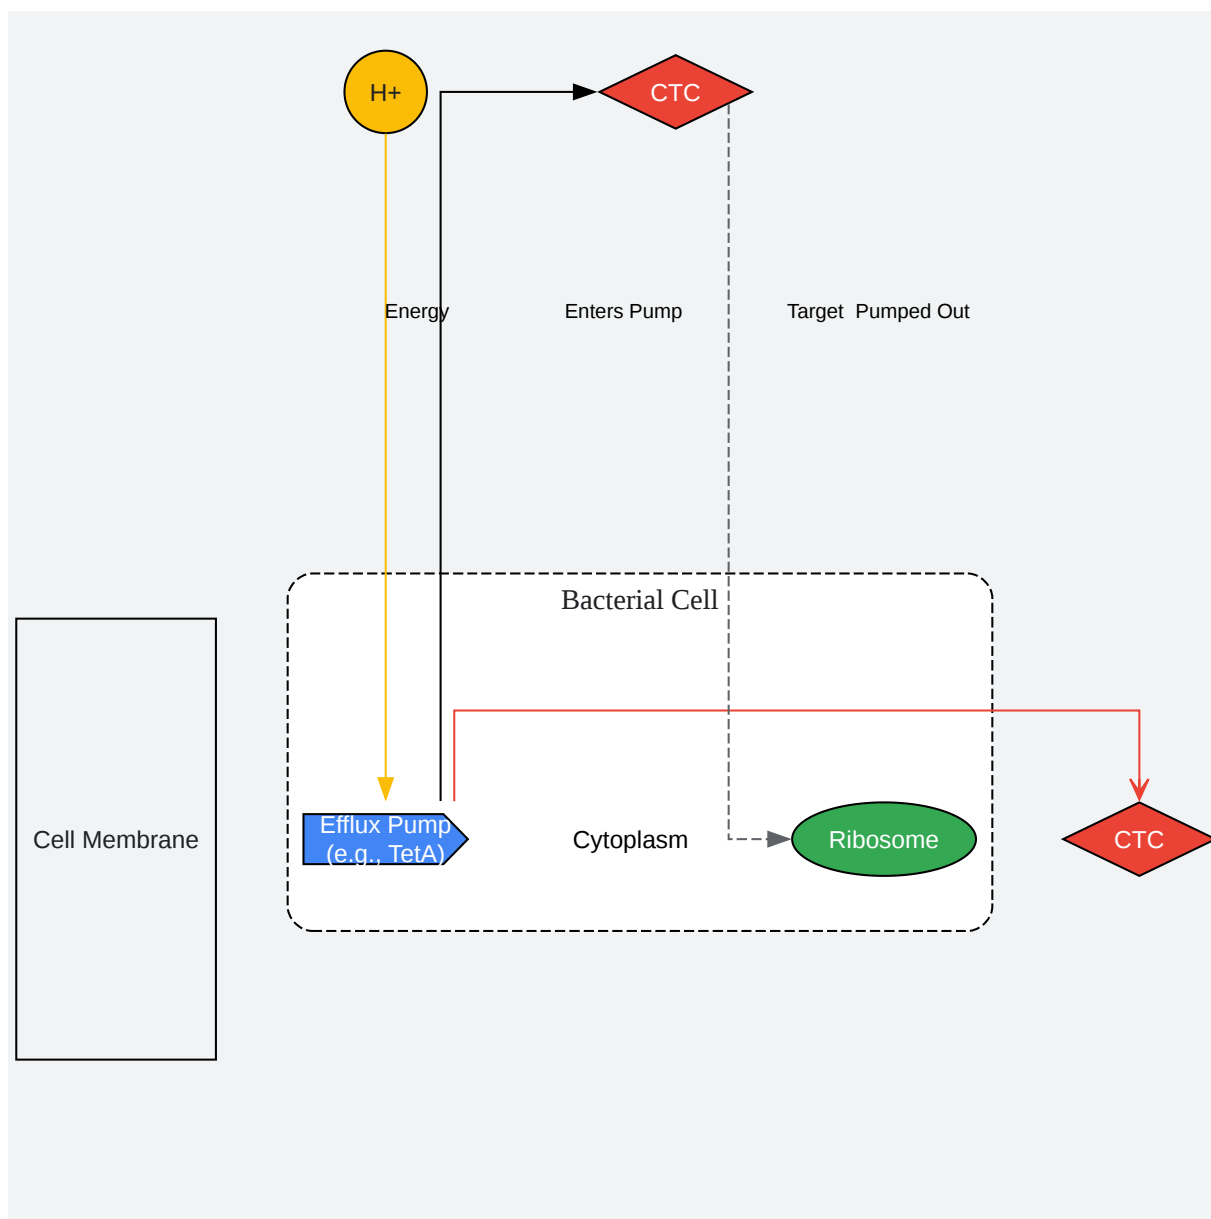 H+
CTC
Energy
Enters Pump
Target  Pumped Out
Bacterial Cell
Cell Membrane
Efflux Pump
(e.g., TetA)
Cytoplasm
Ribosome
CTC